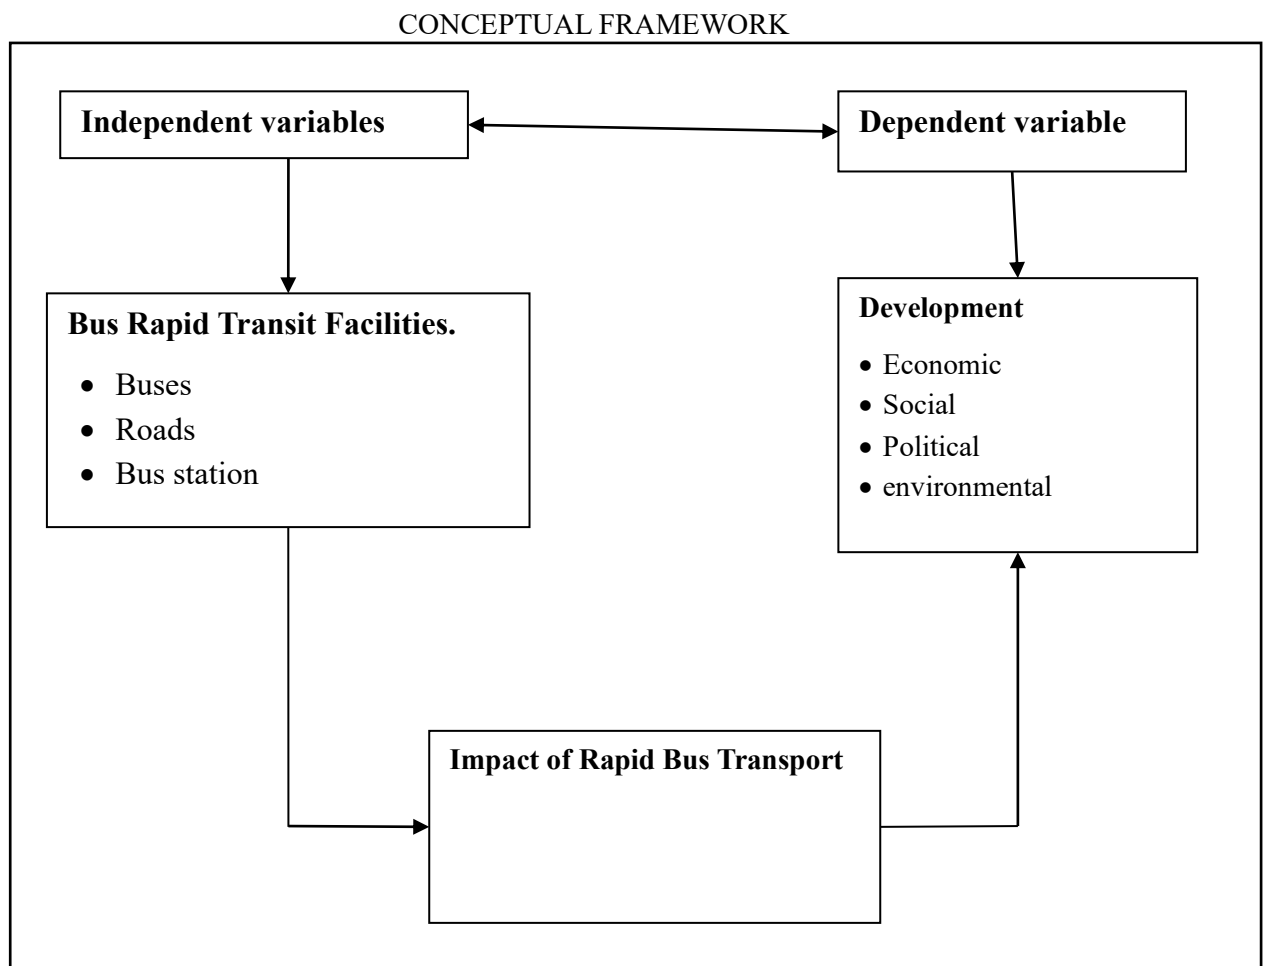 CONCEPTUAL FRAMEWORK
Independent variables
Dependent variable
Bus Rapid Transit Facilities.
• Buses
• Roads
• Bus station
Development
• Economic
• Social
• Political
• environmental
Impact of Rapid Bus Transport